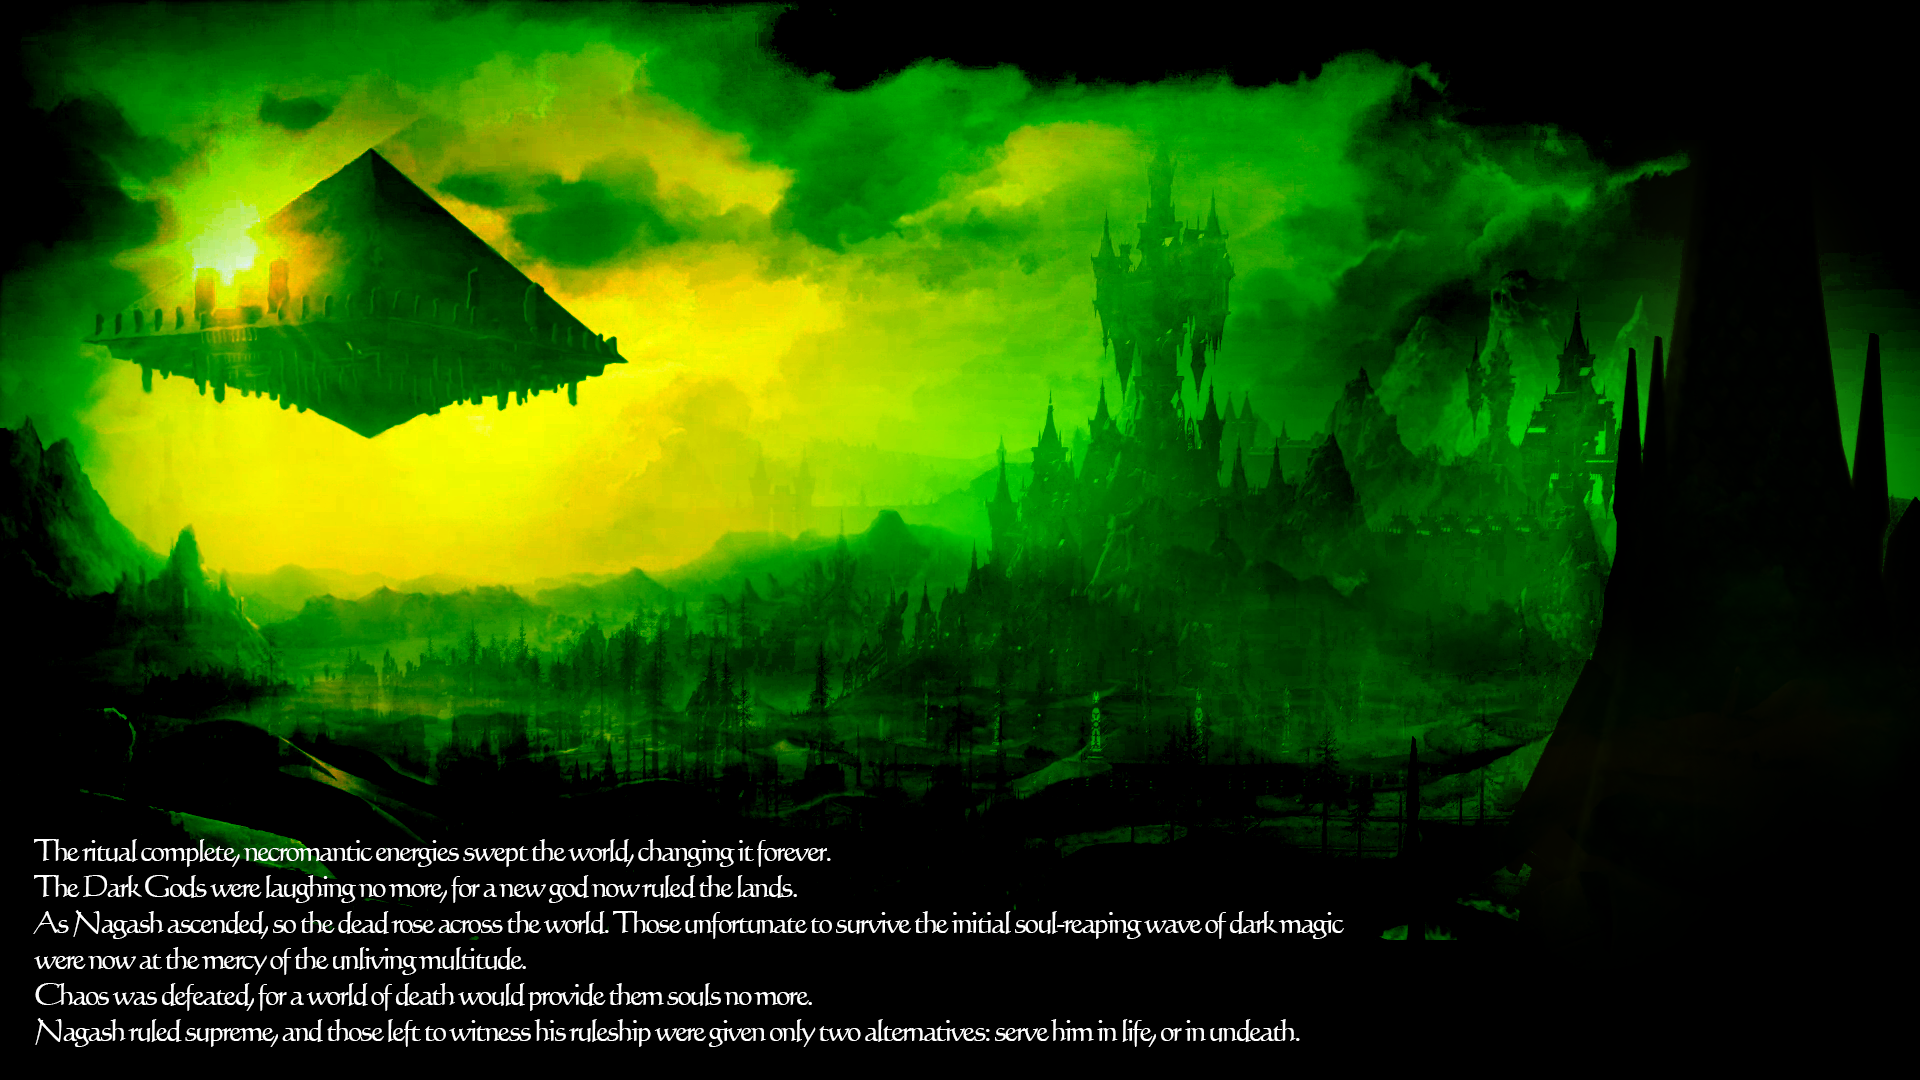 The ritual complete, necromantic energies swept the world, changing it forever.
The Dark Gods were laughing no more, for a new god now ruled the lands.
As Nagash ascended, so the dead rose across the world. Those unfortunate to survive the initial soul-reaping wave of dark magic
were now at the mercy of the unliving multitude.
Chaos was defeated, for a world of death would provide them souls no more.
Nagash ruled supreme, and those left to witness his ruleship were given only two alternatives: serve him in life, or in undeath.